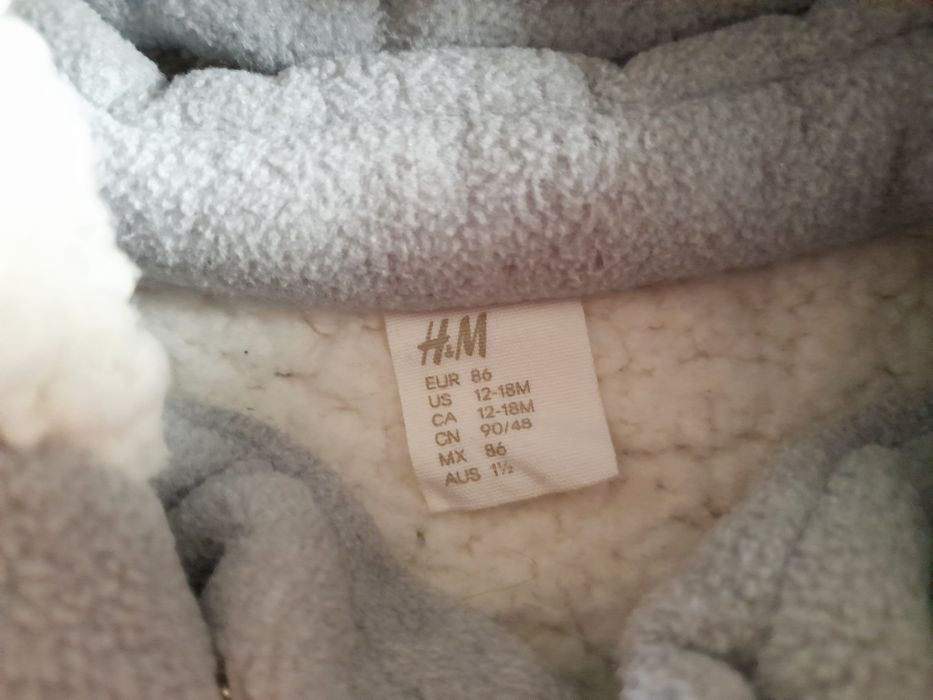 H&M
EUR 86
US 12-18M
CA 12-18M
CN 90/48
MX 86
AUS 1½